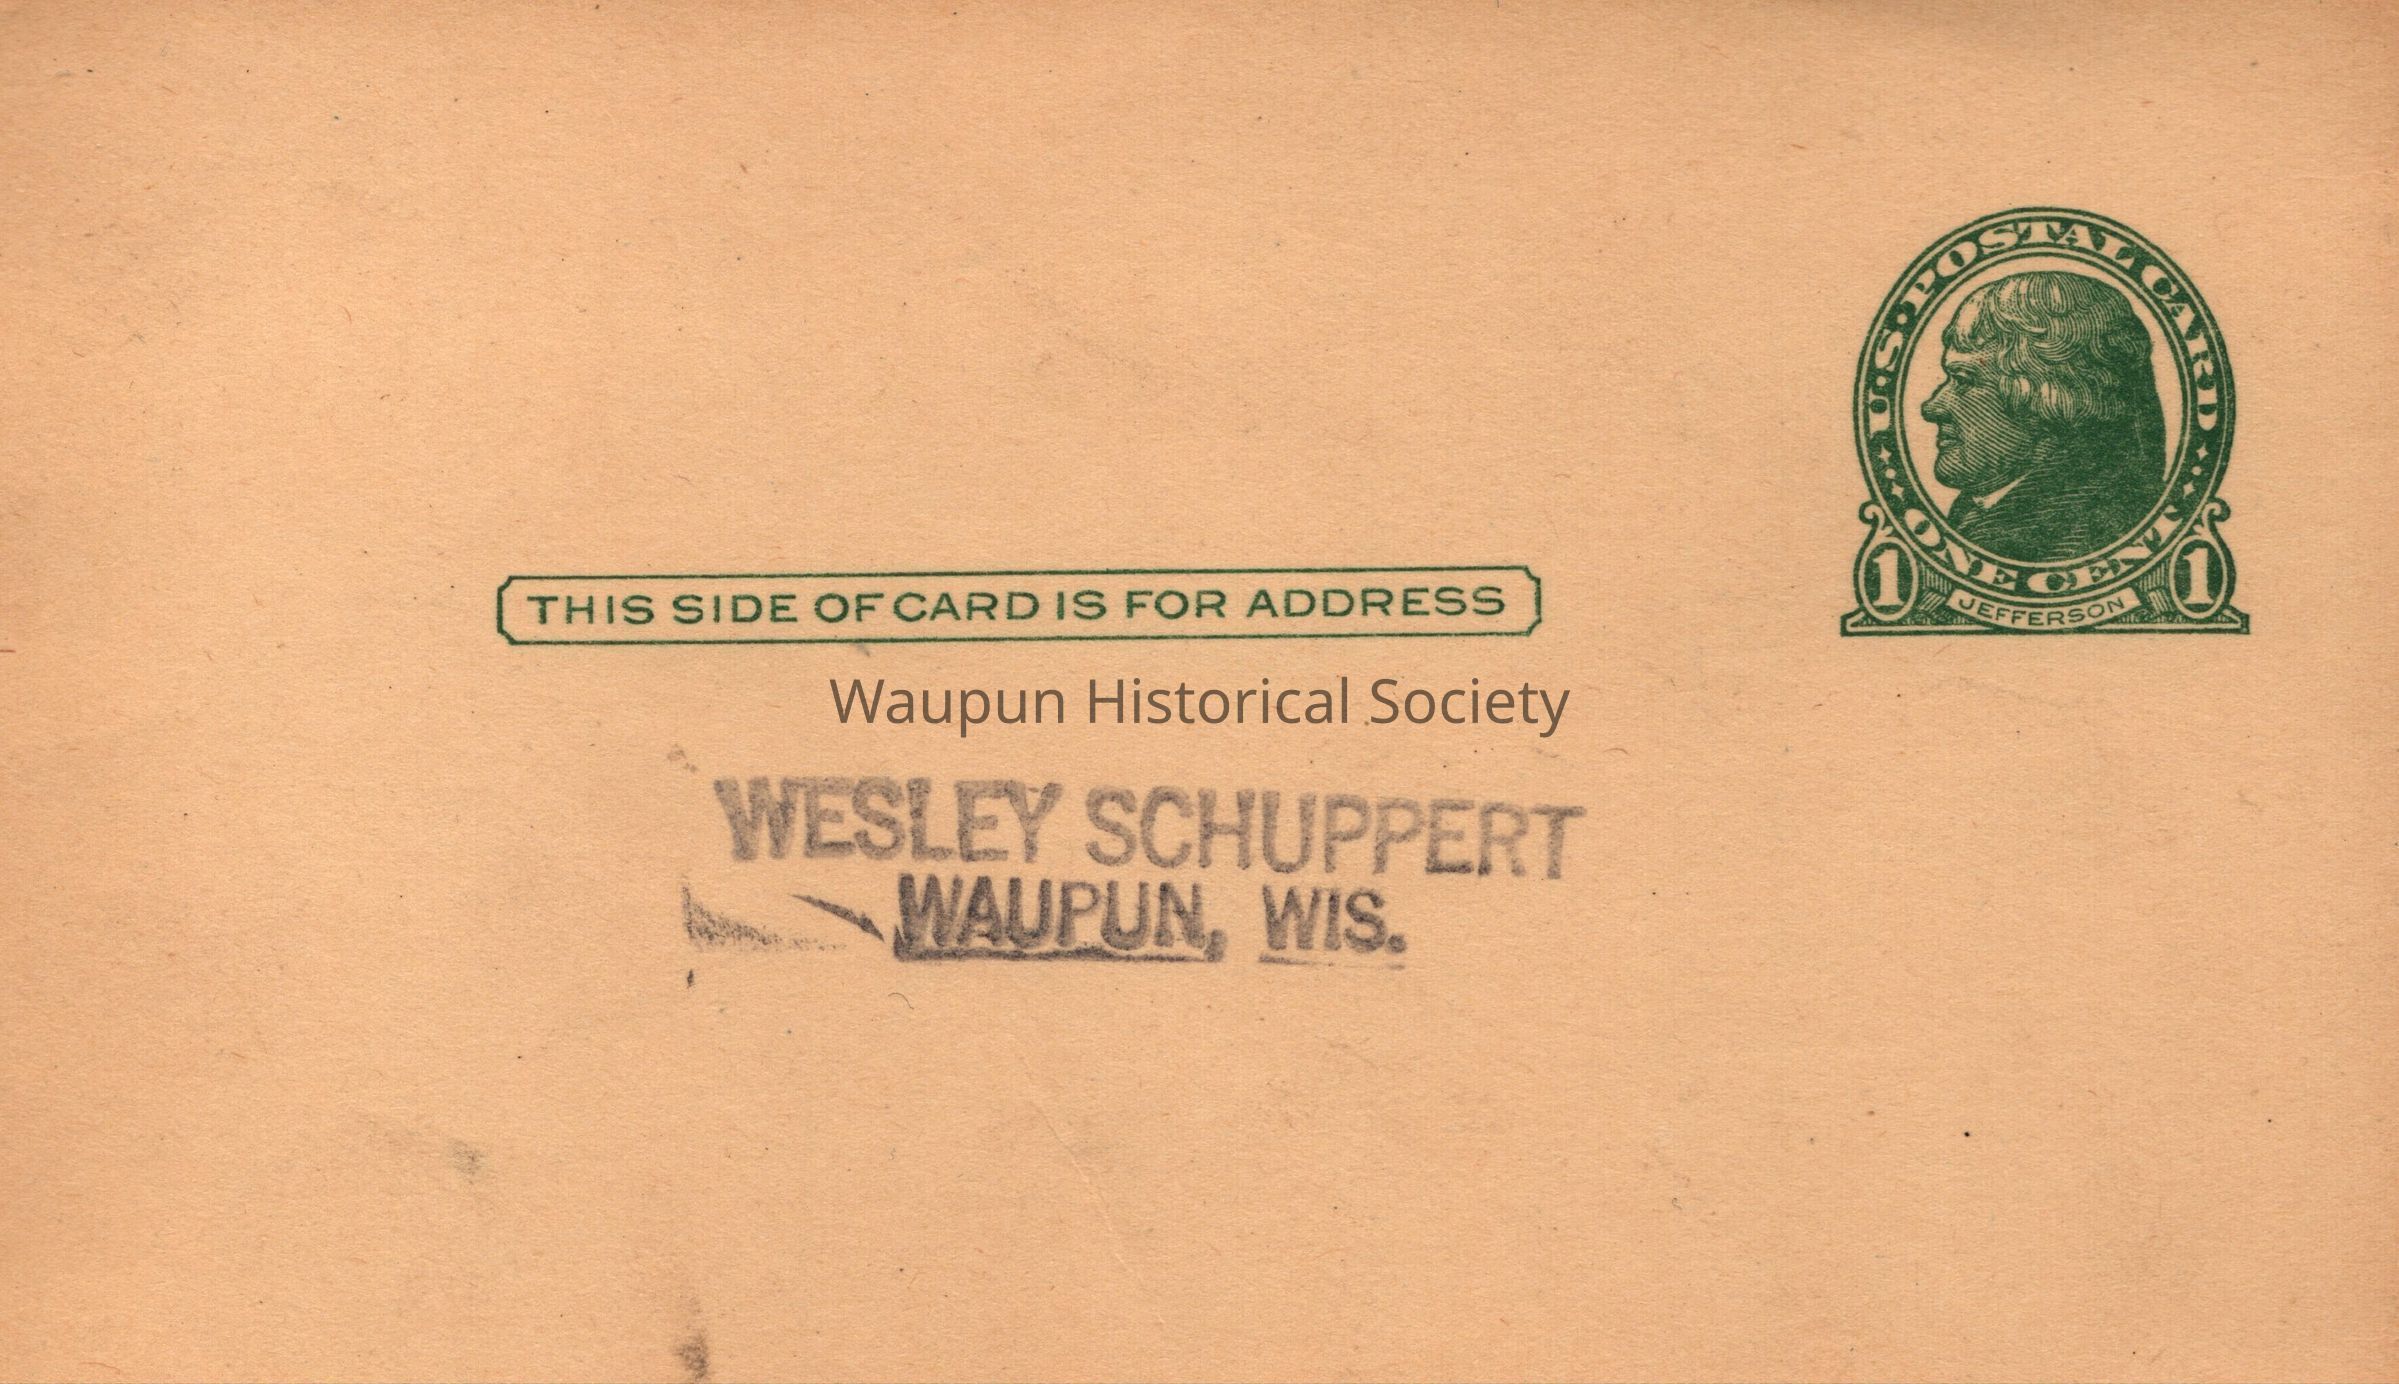 U.S. POSTAL CARD
ONE CENT
1 JEFFERSON 1
THIS SIDE OF CARD IS FOR ADDRESS
Waupun Historical Society
WESLEY SCHUPPERT
WAUPUN, WIS.